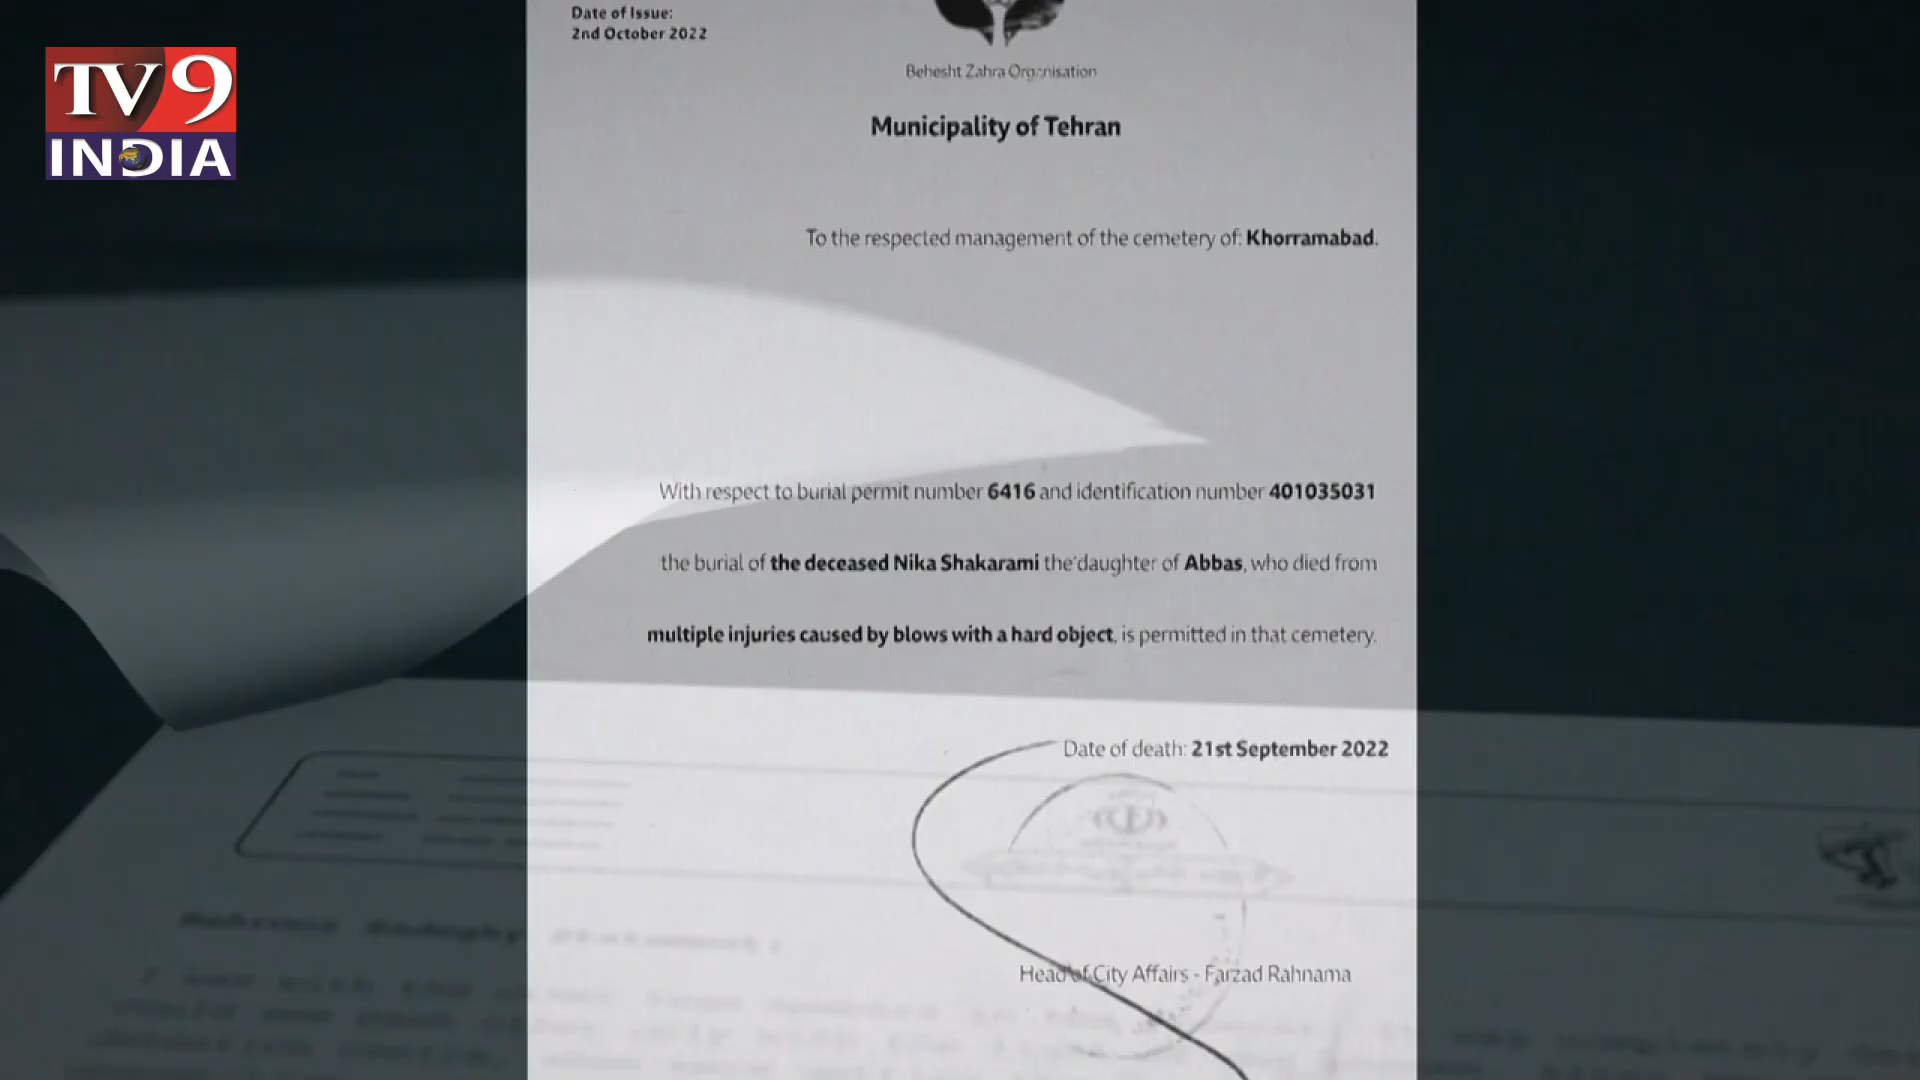 TV9
INDIA
Date of Issue:
2nd October 2022
Behesht Zahra Organisation
Municipality of Tehran
To the respected management of the cemetery of: Khorramabad.
With respect to burial permit number 6416 and identification number 401035031
the burial of the deceased Nika Shakarami the daughter of Abbas, who died from
multiple injuries caused by blows with a hard object, is permitted in that cemetery.
Date of death: 21st September 2022
Head of City Affairs - Farzad Rahnama